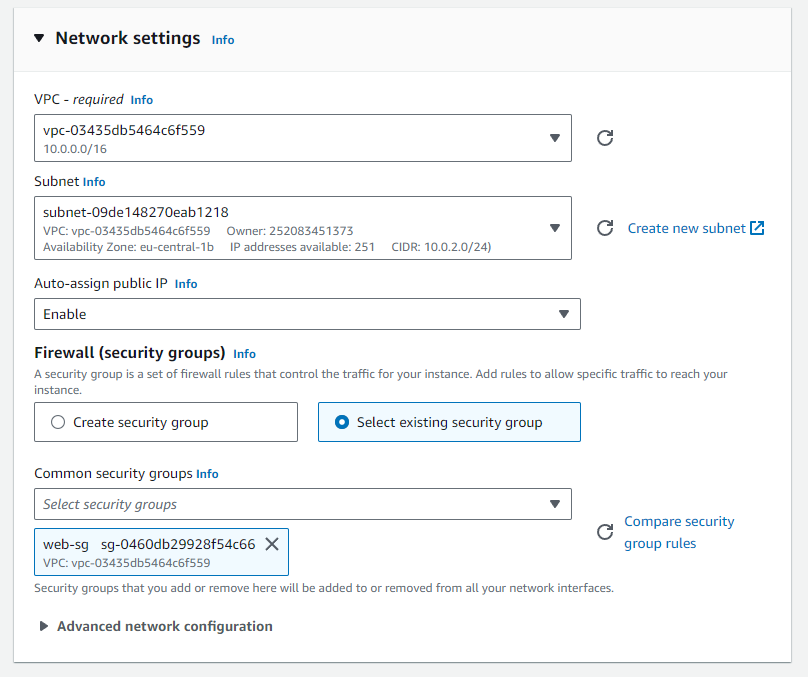 Network settings Info
VPC - required Info
vpc-03435db5464c6f559
10.0.0.0/16
Subnet Info
subnet-09de148270eab1218
VPC: vpc-03435db5464c6f559 Owner: 252083451373
Availability Zone: eu-central-1b IP addresses available: 251 CIDR: 10.0.2.0/24)
Create new subnet
Auto-assign public IP Info
Enable
Firewall (security groups) Info
A security group is a set of firewall rules that control the traffic for your instance. Add rules to allow specific traffic to reach your
instance.
Create security group
Select existing security group
Common security groups Info
Select security groups
web-sg sg-0460db29928f54c66
VPC: vpc-03435db5464c6f559
Compare security
group rules
Security groups that you add or remove here will be added to or removed from all your network interfaces.
Advanced network configuration